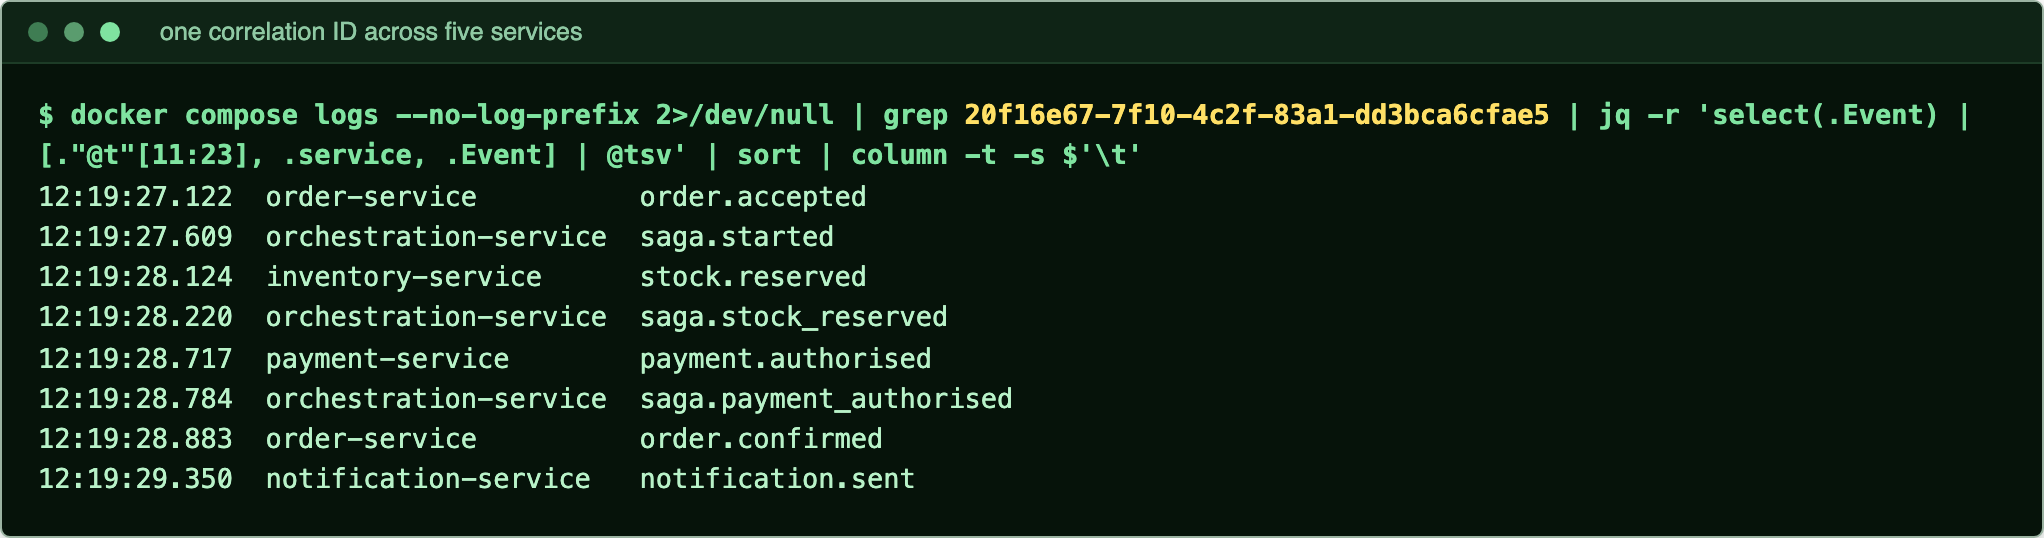 one correlation ID across five services
$ docker compose logs --no-log-prefix 2>/dev/null | grep 20f16e67-7f10-4c2f-83a1-dd3bca6cfae5 | jq -r 'select(.Event) |
[."@t"[11:23], .service, .Event] | @tsv' | sort | column -t -s $'\t'
12:19:27.122  order-service          order.accepted
12:19:27.609  orchestration-service  saga.started
12:19:28.124  inventory-service      stock.reserved
12:19:28.220  orchestration-service  saga.stock_reserved
12:19:28.717  payment-service        payment.authorised
12:19:28.784  orchestration-service  saga.payment_authorised
12:19:28.883  order-service          order.confirmed
12:19:29.350  notification-service   notification.sent